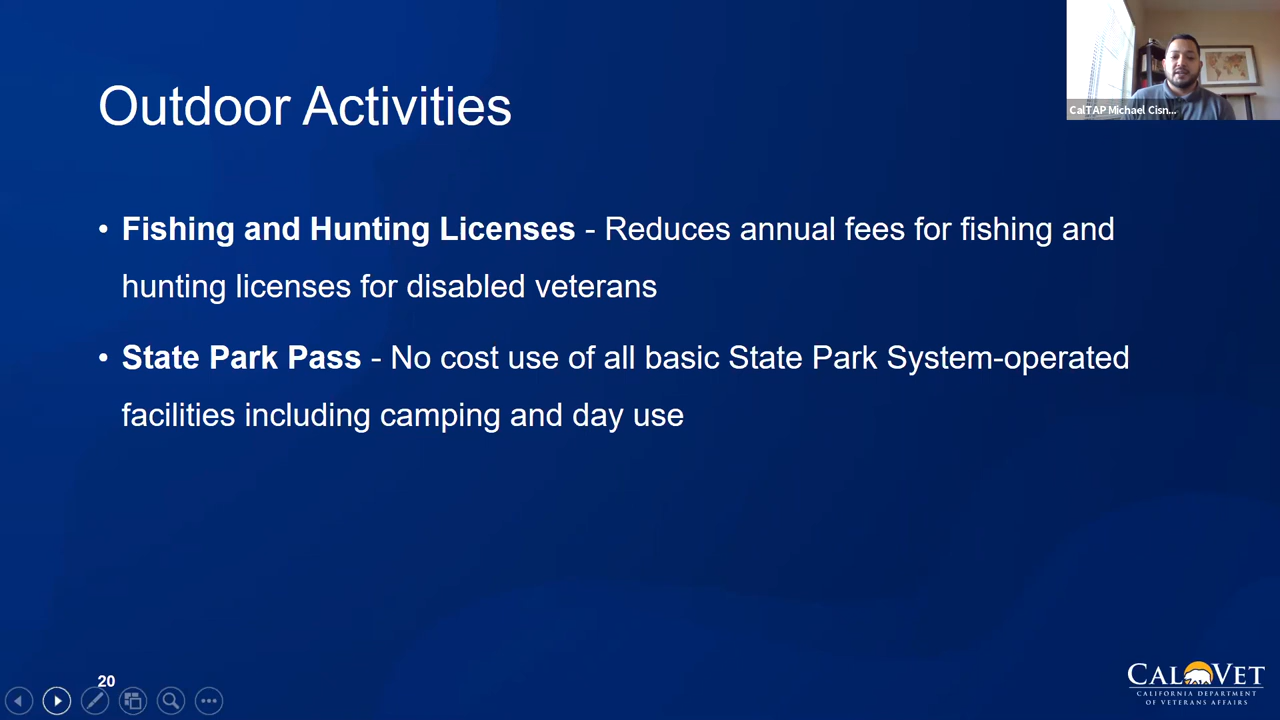 Outdoor Activities
CalTAP Michael Cisn...
• Fishing and Hunting Licenses - Reduces annual fees for fishing and
hunting licenses for disabled veterans
• State Park Pass - No cost use of all basic State Park System-operated
facilities including camping and day use
20
CALVET
CALIFORNIA DEPARTMENT
OF VETERANS AFFAIRS